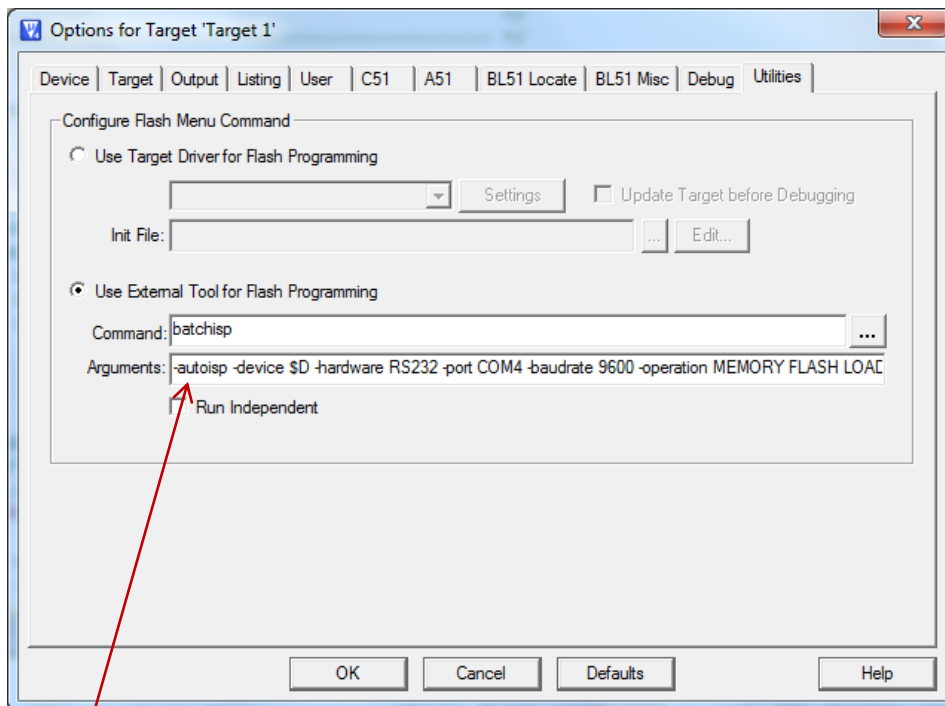 Options for Target 'Target 1'
Device Target Output Listing User C51 A51 BL51 Locate BL51 Misc Debug Utilities
Configure Flash Menu Command
Use Target Driver for Flash Programming
Settings Update Target before Debugging
Init File: ... Edit...
Use External Tool for Flash Programming
Command: batchisp ...
Arguments: -autoisp -device $D -hardware RS232 -port COM4 -baudrate 9600 -operation MEMORY FLASH LOAD
Run Independent
OK Cancel Defaults Help